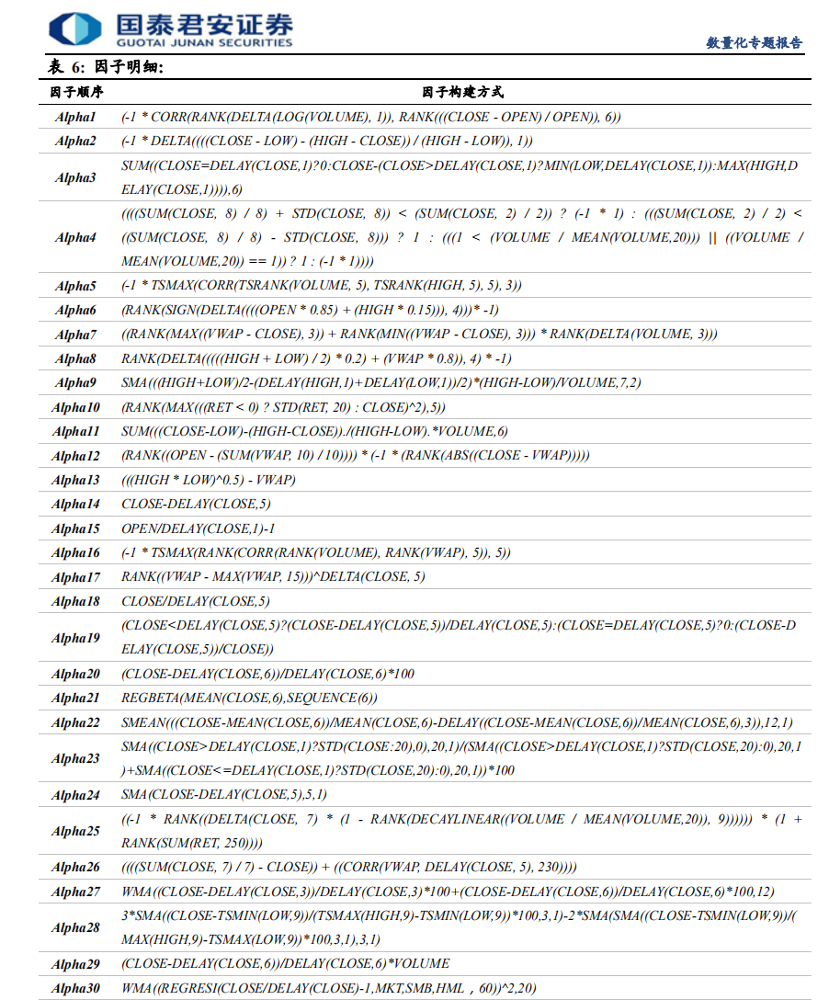 国泰君安证券
GUOTAI JUNAN SECURITIES
数量化专题报告
表 6: 因子明细:
因子顺序 因子构建方式
Alpha1 (-1 * CORR(RANK(DELTA(LOG(VOLUME), 1)), RANK(((CLOSE - OPEN) / OPEN)), 6))
Alpha2 (-1 * DELTA((((CLOSE - LOW) - (HIGH - CLOSE)) / (HIGH - LOW)), 1))
Alpha3 SUM((CLOSE=DELAY(CLOSE,1)?0:CLOSE-(CLOSE>DELAY(CLOSE,1)?MIN(LOW,DELAY(CLOSE,1)):MAX(HIGH,D
ELAY(CLOSE,1)))),6)
Alpha4 ((((SUM(CLOSE, 8) / 8) + STD(CLOSE, 8)) < (SUM(CLOSE, 2) / 2)) ? (-1 * 1) : (((SUM(CLOSE, 2) / 2) <
((SUM(CLOSE, 8) / 8) - STD(CLOSE, 8))) ? 1 : (((1 < (VOLUME / MEAN(VOLUME,20))) || ((VOLUME /
MEAN(VOLUME,20)) == 1)) ? 1 : (-1 * 1))))
Alpha5 (-1 * TSMAX(CORR(TSRANK(VOLUME, 5), TSRANK(HIGH, 5), 5), 3))
Alpha6 (RANK(SIGN(DELTA((((OPEN * 0.85) + (HIGH * 0.15))), 4)))* -1)
Alpha7 ((RANK(MAX((VWAP - CLOSE), 3)) + RANK(MIN((VWAP - CLOSE), 3))) * RANK(DELTA(VOLUME, 3)))
Alpha8 RANK(DELTA(((((HIGH + LOW) / 2) * 0.2) + (VWAP * 0.8)), 4) * -1)
Alpha9 SMA(((HIGH+LOW)/2-(DELAY(HIGH,1)+DELAY(LOW,1))/2)*(HIGH-LOW)/VOLUME,7,2)
Alpha10 (RANK(MAX(((RET < 0) ? STD(RET, 20) : CLOSE)^2),5))
Alpha11 SUM(((CLOSE-LOW)-(HIGH-CLOSE))./(HIGH-LOW).*VOLUME,6)
Alpha12 (RANK((OPEN - (SUM(VWAP, 10) / 10)))) * (-1 * (RANK(ABS((CLOSE - VWAP)))))
Alpha13 (((HIGH * LOW)^0.5) - VWAP)
Alpha14 CLOSE-DELAY(CLOSE,5)
Alpha15 OPEN/DELAY(CLOSE,1)-1
Alpha16 (-1 * TSMAX(RANK(CORR(RANK(VOLUME), RANK(VWAP), 5)), 5))
Alpha17 RANK((VWAP - MAX(VWAP, 15)))^DELTA(CLOSE, 5)
Alpha18 CLOSE/DELAY(CLOSE,5)
Alpha19 (CLOSE<DELAY(CLOSE,5)?(CLOSE-DELAY(CLOSE,5))/DELAY(CLOSE,5):(CLOSE=DELAY(CLOSE,5)?0:(CLOSE-D
ELAY(CLOSE,5))/CLOSE))
Alpha20 (CLOSE-DELAY(CLOSE,6))/DELAY(CLOSE,6)*100
Alpha21 REGBETA(MEAN(CLOSE,6),SEQUENCE(6))
Alpha22 SMEAN(((CLOSE-MEAN(CLOSE,6))/MEAN(CLOSE,6)-DELAY((CLOSE-MEAN(CLOSE,6))/MEAN(CLOSE,6),3)),12,1)
Alpha23 SMA((CLOSE>DELAY(CLOSE,1)?STD(CLOSE:20),0),20,1)/(SMA((CLOSE>DELAY(CLOSE,1)?STD(CLOSE,20):0),20,1
)+SMA((CLOSE<=DELAY(CLOSE,1)?STD(CLOSE,20):0),20,1))*100
Alpha24 SMA(CLOSE-DELAY(CLOSE,5),5,1)
Alpha25 ((-1 * RANK((DELTA(CLOSE, 7) * (1 - RANK(DECAYLINEAR((VOLUME / MEAN(VOLUME,20)), 9)))))) * (1 +
RANK(SUM(RET, 250))))
Alpha26 ((((SUM(CLOSE, 7) / 7) - CLOSE)) + ((CORR(VWAP, DELAY(CLOSE, 5), 230))))
Alpha27 WMA((CLOSE-DELAY(CLOSE,3))/DELAY(CLOSE,3)*100+(CLOSE-DELAY(CLOSE,6))/DELAY(CLOSE,6)*100,12)
Alpha28 3*SMA((CLOSE-TSMIN(LOW,9))/(TSMAX(HIGH,9)-TSMIN(LOW,9))*100,3,1)-2*SMA(SMA((CLOSE-TSMIN(LOW,9))/(
MAX(HIGH,9)-TSMAX(LOW,9))*100,3,1),3,1)
Alpha29 (CLOSE-DELAY(CLOSE,6))/DELAY(CLOSE,6)*VOLUME
Alpha30 WMA((REGRESI(CLOSE/DELAY(CLOSE)-1,MKT,SMB,HML，60))^2,20)